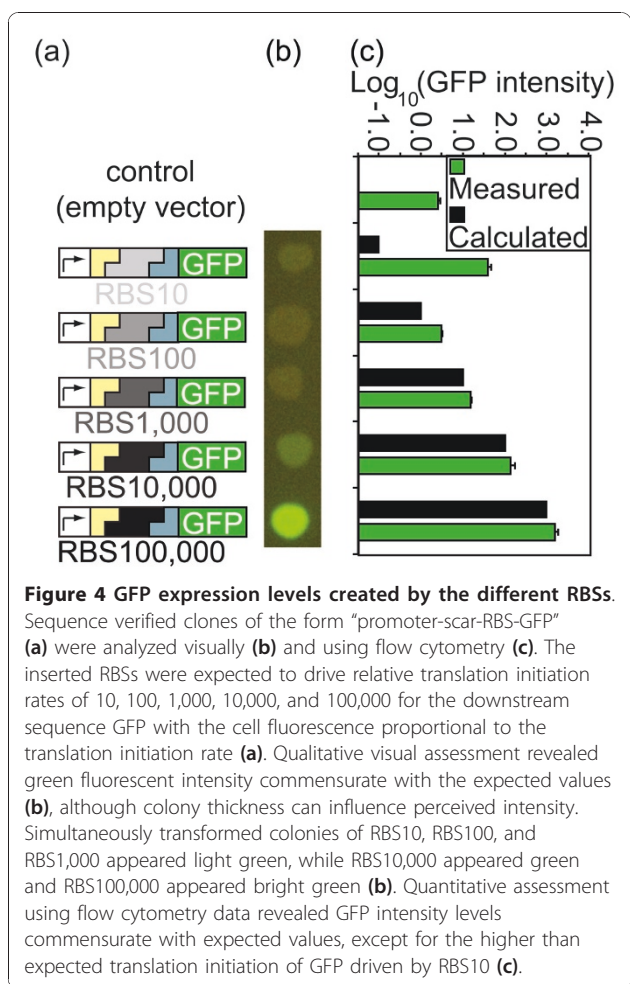 (a)
(b)
(c)
Log10(GFP intensity)
-1.0
0.0
1.0
2.0
3.0
4.0
control
(empty vector)
Measured
Calculated
GFP
RBS10
GFP
RBS100
GFP
RBS1,000
GFP
RBS10,000
GFP
RBS100,000
Figure 4 GFP expression levels created by the different RBSs.
Sequence verified clones of the form “promoter-scar-RBS-GFP”
(a) were analyzed visually (b) and using flow cytometry (c). The
inserted RBSs were expected to drive relative translation initiation
rates of 10, 100, 1,000, 10,000, and 100,000 for the downstream
sequence GFP with the cell fluorescence proportional to the
translation initiation rate (a). Qualitative visual assessment revealed
green fluorescent intensity commensurate with the expected values
(b), although colony thickness can influence perceived intensity.
Simultaneously transformed colonies of RBS10, RBS100, and
RBS1,000 appeared light green, while RBS10,000 appeared green
and RBS100,000 appeared bright green (b). Quantitative assessment
using flow cytometry data revealed GFP intensity levels
commensurate with expected values, except for the higher than
expected translation initiation of GFP driven by RBS10 (c).